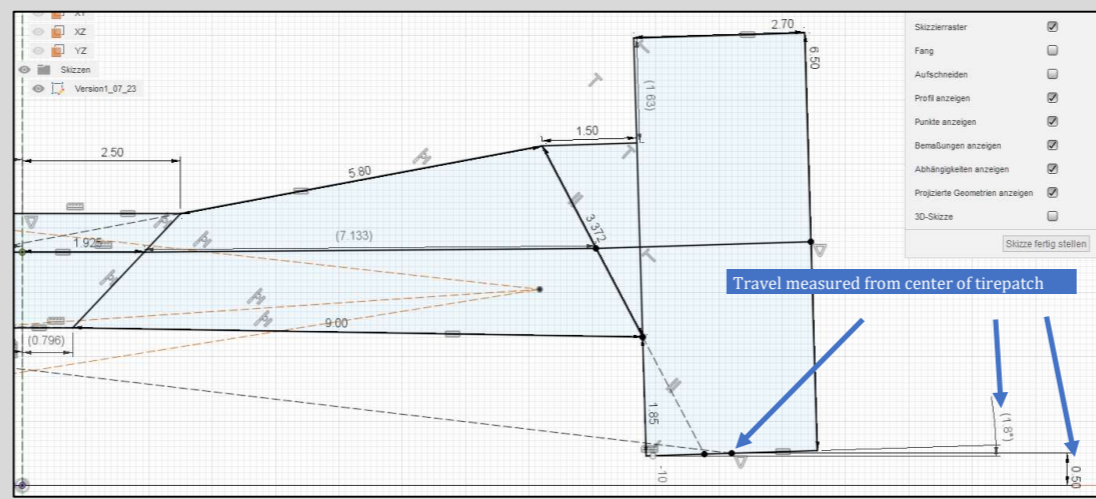 XY
XZ
YZ
Skizzen
Version1_07_23
2.50
5.80
1.50
2.70
6.50
(1.63)
1.925
(7.133)
3.372
9.00
(0.796)
1.85
-10
(1.8°)
0.50
Travel measured from center of tirepatch
Skizzierraster
Fang
Aufschneiden
Profil anzeigen
Punkte anzeigen
Bemaßungen anzeigen
Abhängigkeiten anzeigen
Projizierte Geometrien anzeigen
3D-Skizze
Skizze fertig stellen